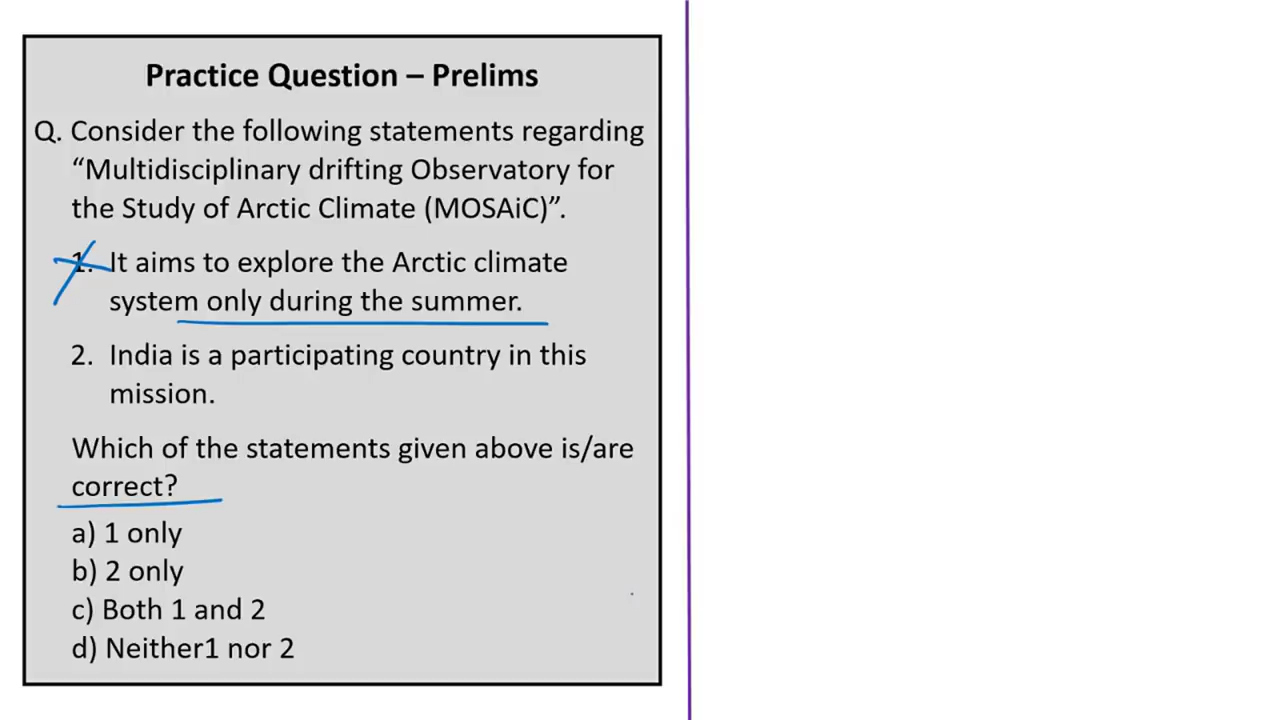 Practice Question – Prelims
Q. Consider the following statements regarding
“Multidisciplinary drifting Observatory for
the Study of Arctic Climate (MOSAiC)”.
1. It aims to explore the Arctic climate
system only during the summer.
2. India is a participating country in this
mission.
Which of the statements given above is/are
correct?
a) 1 only
b) 2 only
c) Both 1 and 2
d) Neither1 nor 2